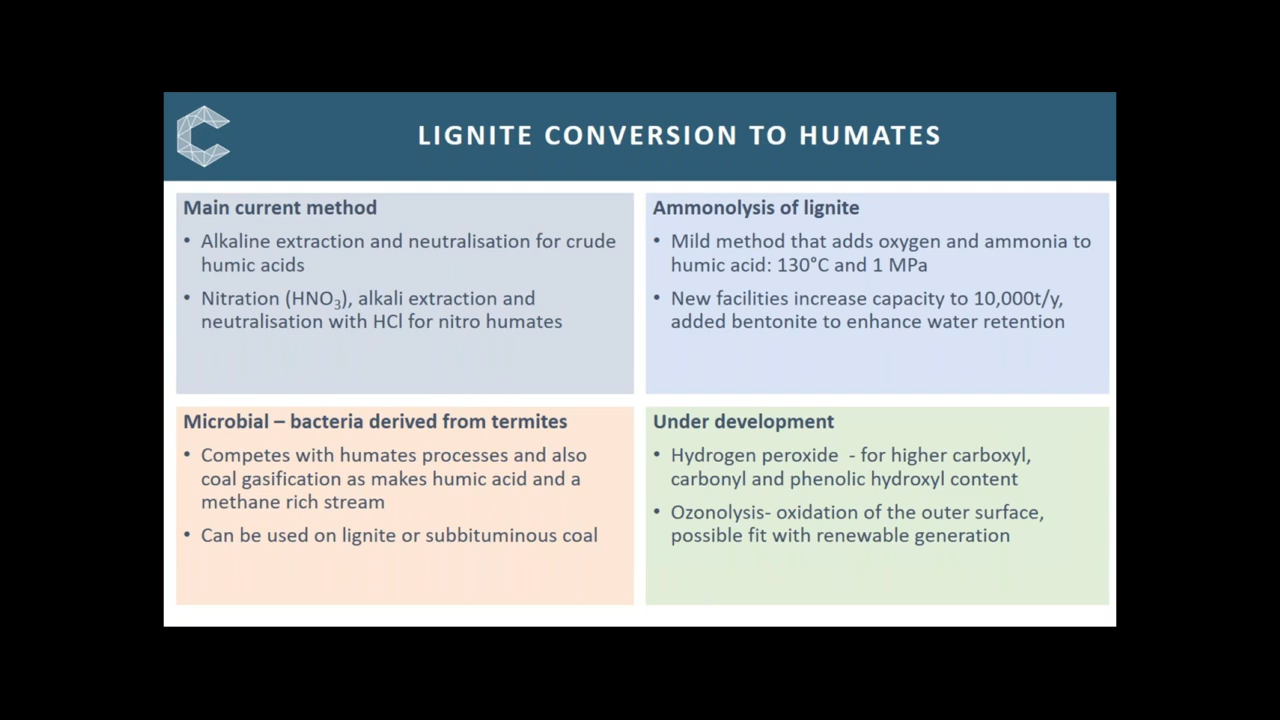 LIGNITE CONVERSION TO HUMATES
Main current method
• Alkaline extraction and neutralisation for crude
humic acids
• Nitration (HNO₃), alkali extraction and
neutralisation with HCl for nitro humates
Ammonolysis of lignite
• Mild method that adds oxygen and ammonia to
humic acid: 130°C and 1 MPa
• New facilities increase capacity to 10,000t/y,
added bentonite to enhance water retention
Microbial – bacteria derived from termites
• Competes with humates processes and also
coal gasification as makes humic acid and a
methane rich stream
• Can be used on lignite or subbituminous coal
Under development
• Hydrogen peroxide  - for higher carboxyl,
carbonyl and phenolic hydroxyl content
• Ozonolysis- oxidation of the outer surface,
possible fit with renewable generation